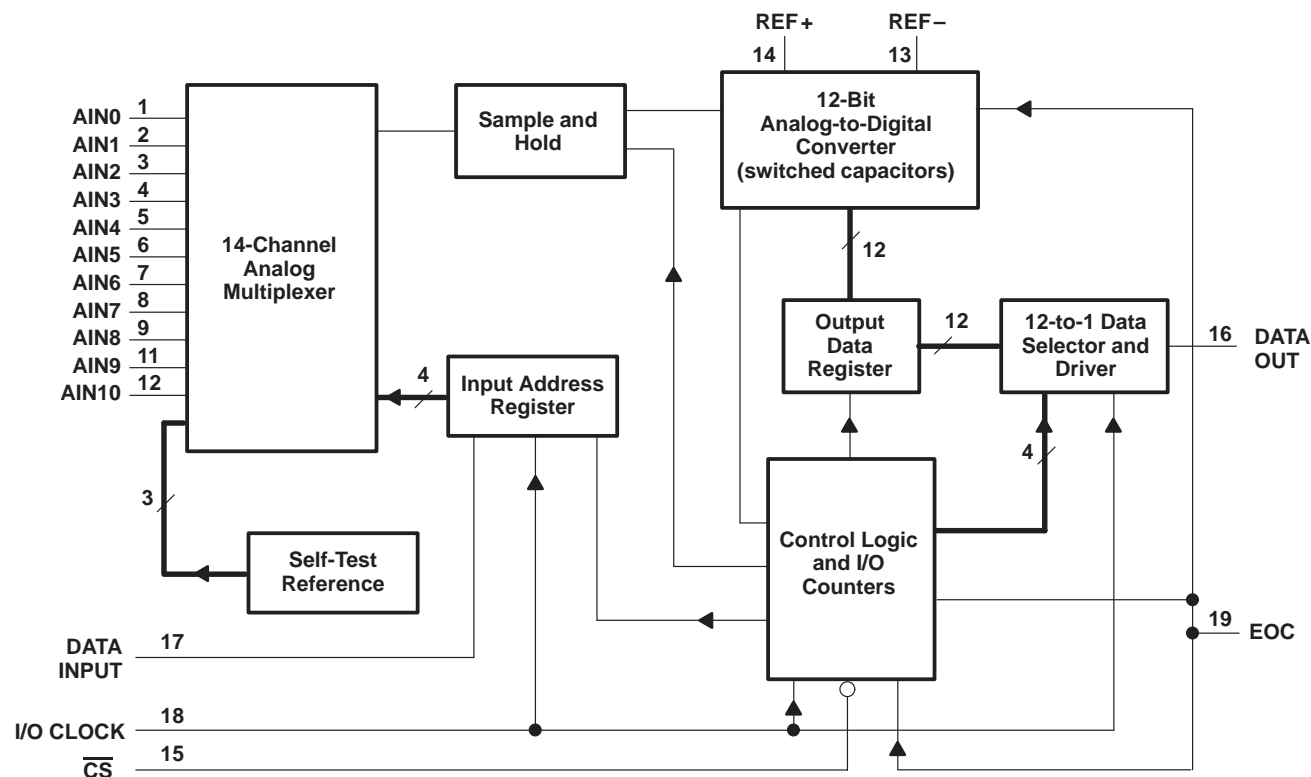 REF+ REF–
14 13
AIN0 1
AIN1 2
AIN2 3
AIN3 4
AIN4 5
AIN5 6
AIN6 7
AIN7 8
AIN8 9
AIN9 11
AIN10 12
14-Channel
Analog
Multiplexer
Sample and
Hold
12-Bit
Analog-to-Digital
Converter
(switched capacitors)
12
Output
Data
Register
12
12-to-1 Data
Selector and
Driver
16 DATA
OUT
4
Input Address
Register
4
3
Self-Test
Reference
Control Logic
and I/O
Counters
19 EOC
DATA
INPUT
17
I/O CLOCK 18
C̅S̅ 15